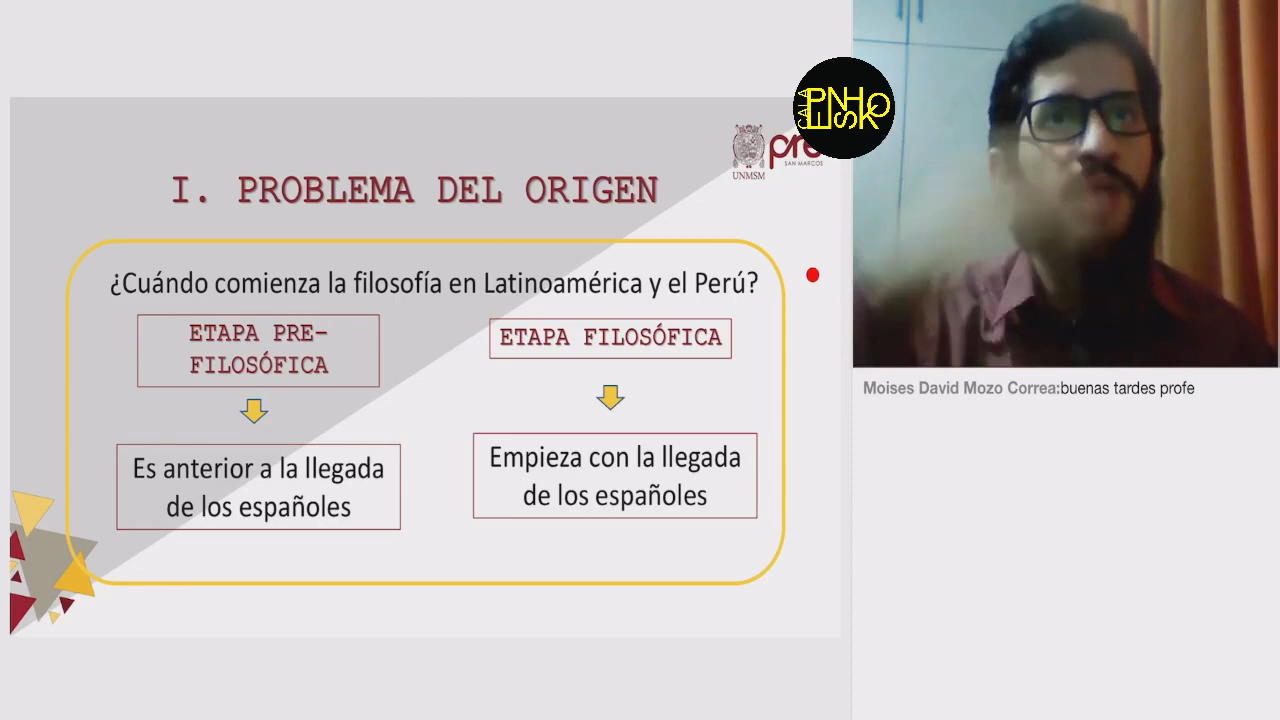 I. PROBLEMA DEL ORIGEN
UNMSM
pre
SAN MARCOS
CALA
PENHSKO
¿Cuándo comienza la filosofía en Latinoamérica y el Perú?
ETAPA PRE-
FILOSÓFICA
ETAPA FILOSÓFICA
Es anterior a la llegada
de los españoles
Empieza con la llegada
de los españoles
Moises David Mozo Correa:buenas tardes profe